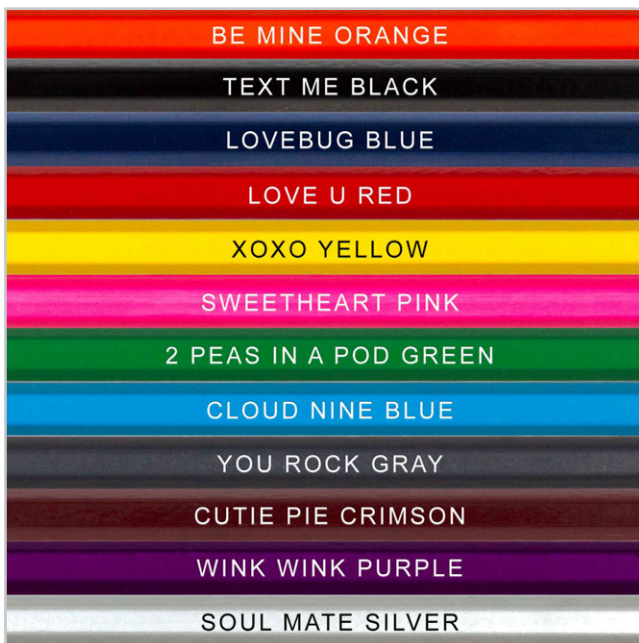 BE MINE ORANGE
TEXT ME BLACK
LOVEBUG BLUE
LOVE U RED
XOXO YELLOW
SWEETHEART PINK
2 PEAS IN A POD GREEN
CLOUD NINE BLUE
YOU ROCK GRAY
CUTIE PIE CRIMSON
WINK WINK PURPLE
SOUL MATE SILVER